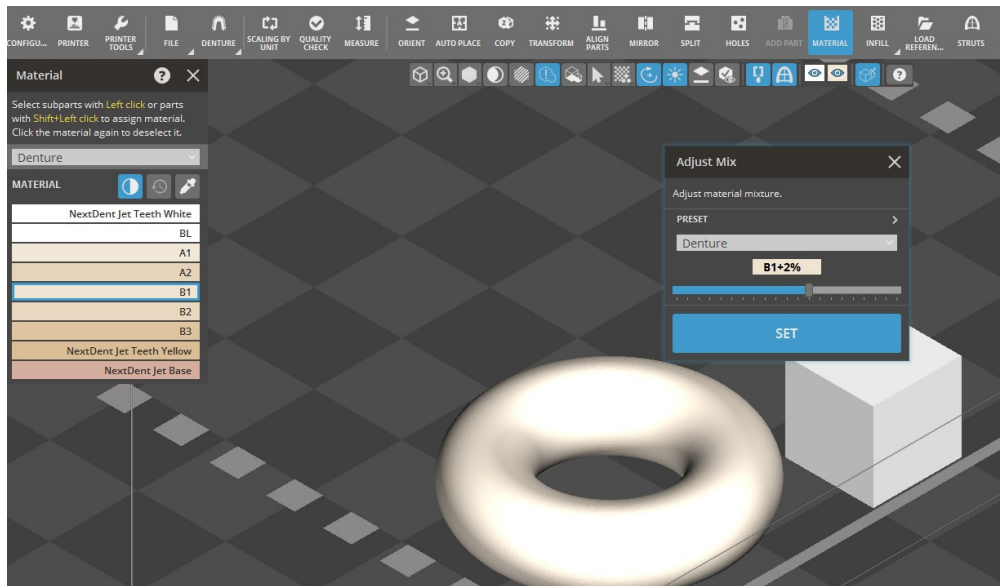 CONFIGU...
PRINTER
PRINTER TOOLS
FILE
DENTURE
SCALING BY UNIT
QUALITY CHECK
MEASURE
ORIENT
AUTO PLACE
COPY
TRANSFORM
ALIGN PARTS
MIRROR
SPLIT
HOLES
ADD PART
MATERIAL
INFILL
LOAD REFEREN...
STRUTS
Material
Select subparts with Left click or parts
with Shift+Left click to assign material.
Click the material again to deselect it.
Denture
MATERIAL
NextDent Jet Teeth White
BL
A1
A2
B1
B2
B3
NextDent Jet Teeth Yellow
NextDent Jet Base
Adjust Mix
Adjust material mixture.
PRESET
Denture
B1+2%
SET